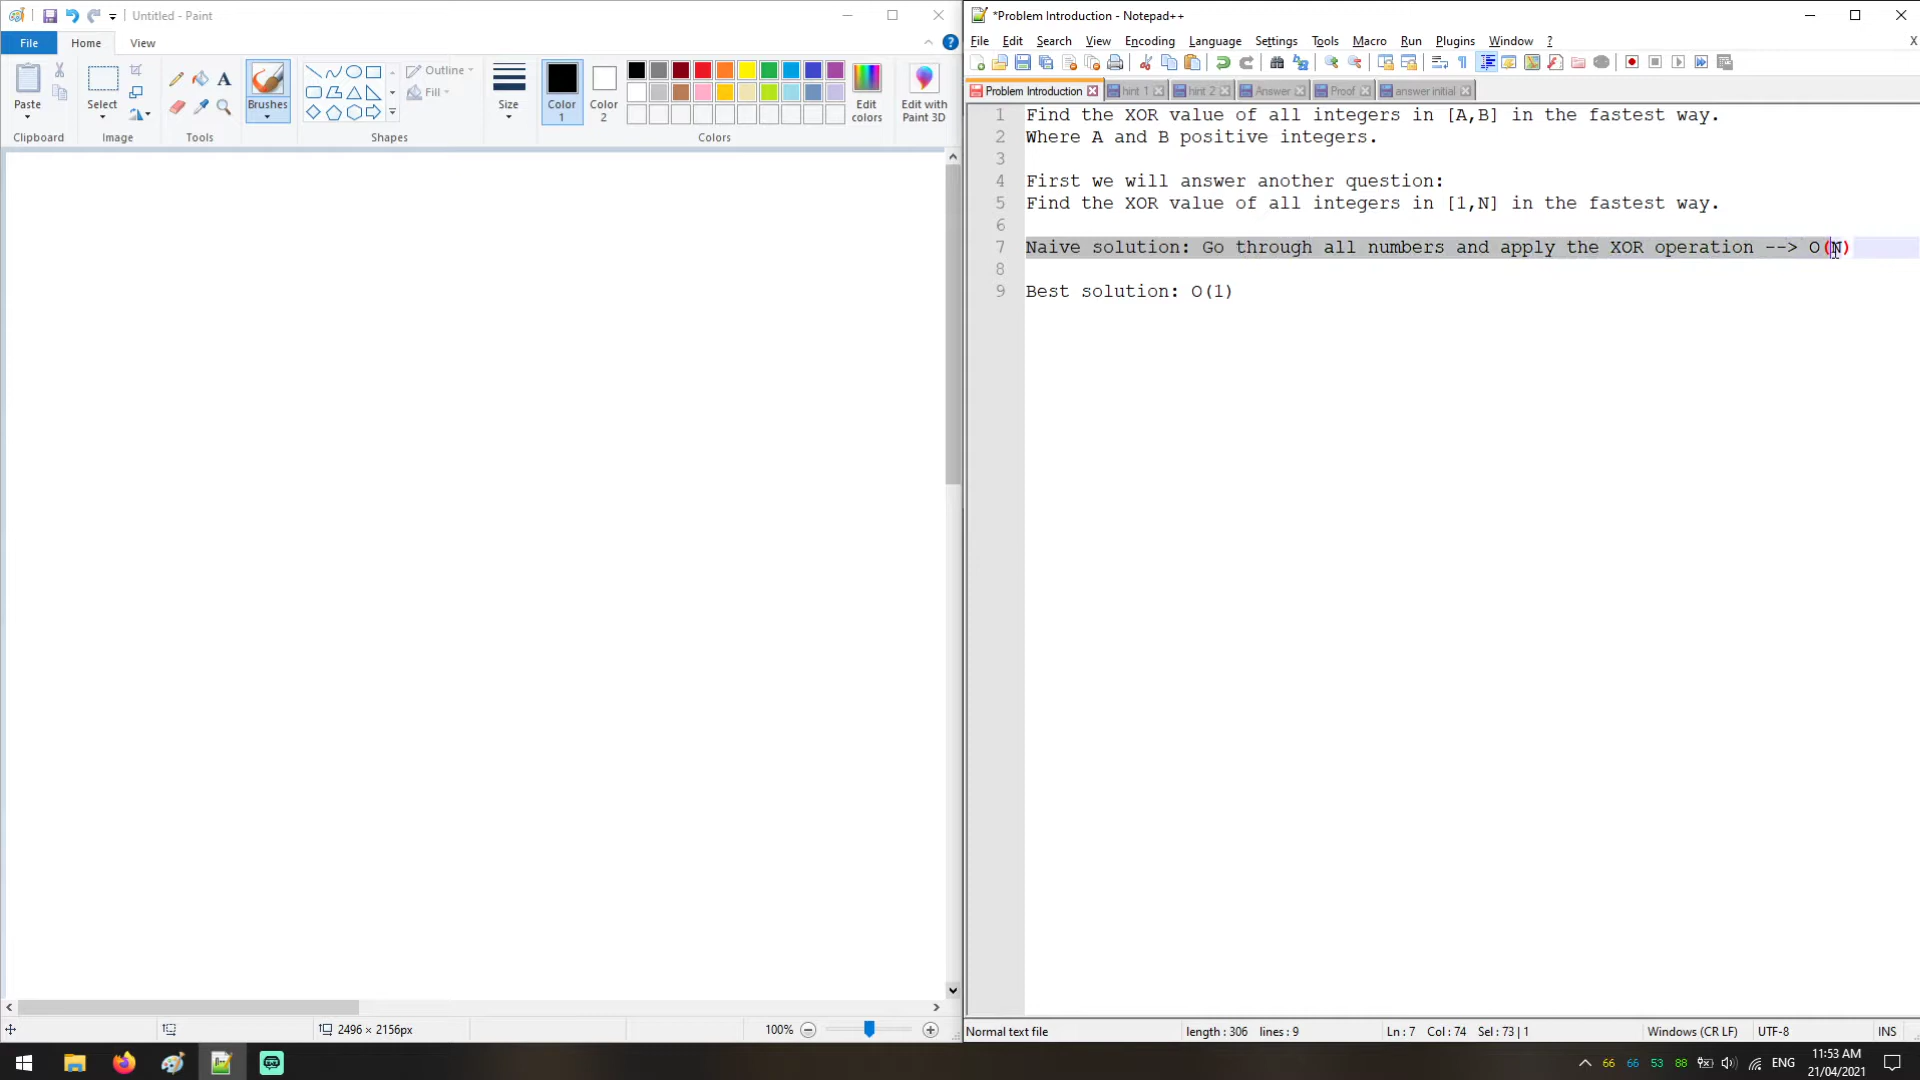 Untitled - Paint
File Home View
Paste Select Brushes Size Color 1 Color 2 Edit colors Edit with Paint 3D
Outline
Fill
Clipboard Image Tools Shapes Colors
100%
2496 × 2156px
*Problem Introduction - Notepad++
File Edit Search View Encoding Language Settings Tools Macro Run Plugins Window ? X
Problem Introduction hint 1 hint 2 Answer Proof answer initial
1 Find the XOR value of all integers in [A,B] in the fastest way.
2 Where A and B positive integers.
3
4 First we will answer another question:
5 Find the XOR value of all integers in [1,N] in the fastest way.
6
7 Naive solution: Go through all numbers and apply the XOR operation --> O(N)
8
9 Best solution: O(1)
Normal text file length : 306 lines : 9 Ln : 7 Col : 74 Sel : 73 | 1 Windows (CR LF) UTF-8 INS
66 66 53 88 ENG 11:53 AM
21/04/2021